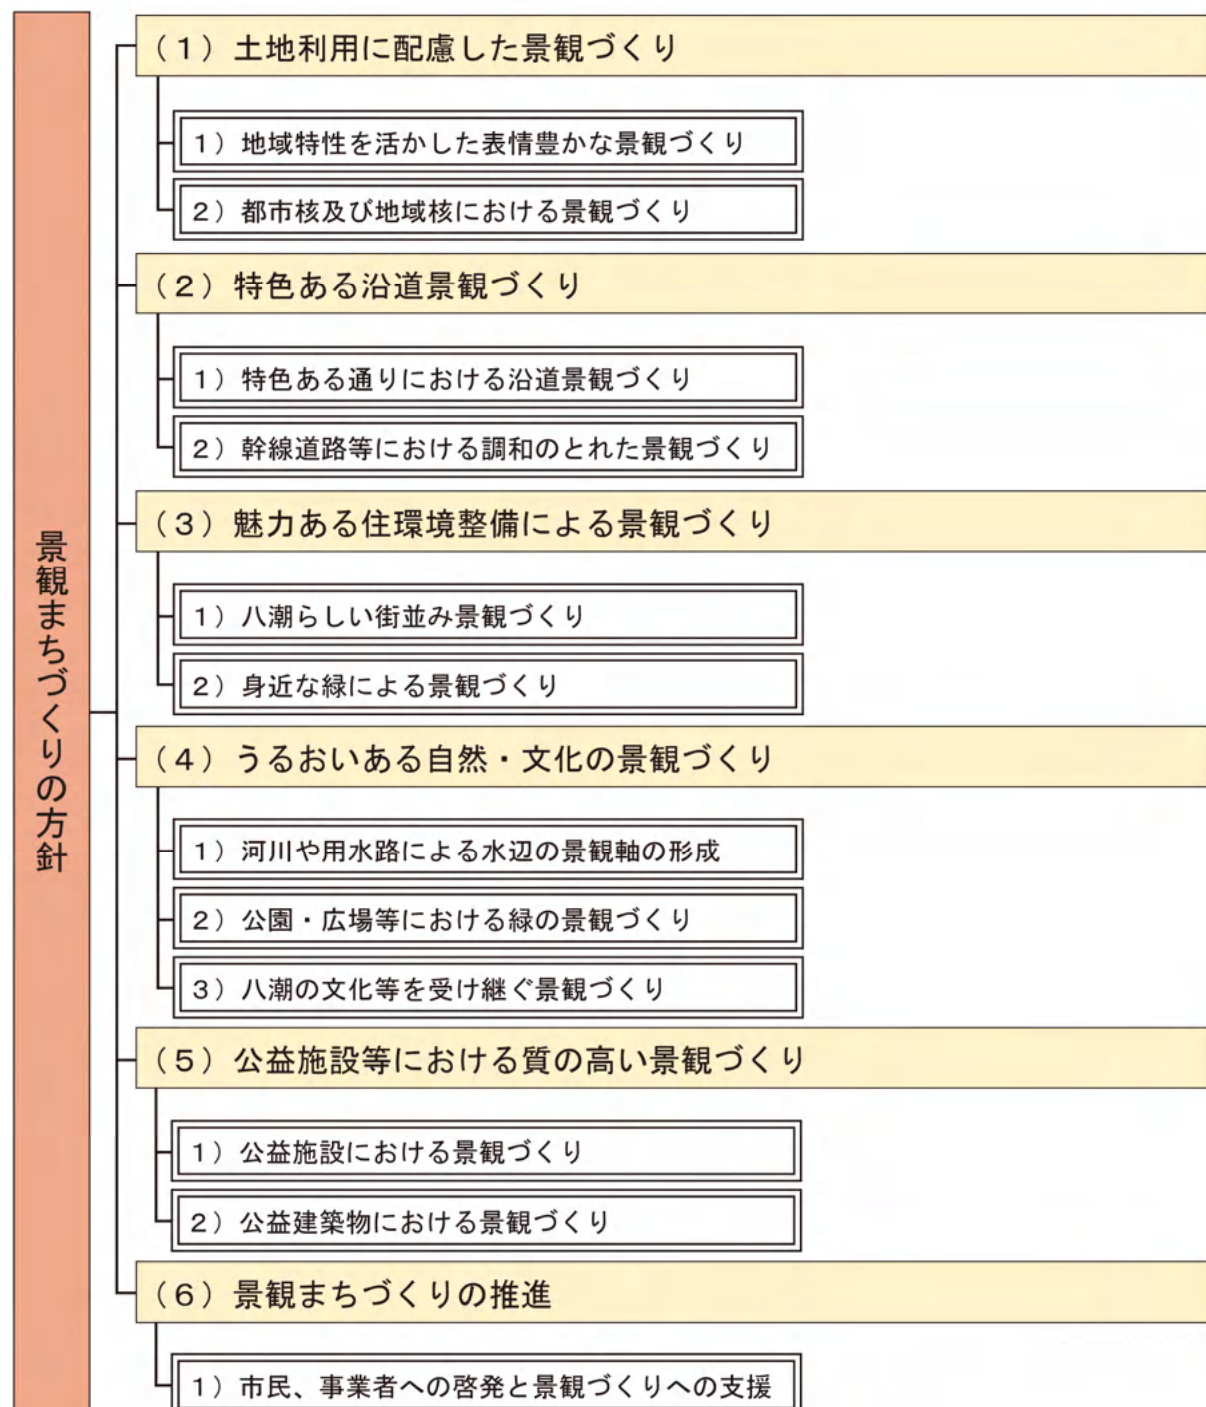 景観まちづくりの方針
(1)土地利用に配慮した景観づくり
1)地域特性を活かした表情豊かな景観づくり
2)都市核及び地域核における景観づくり
(2)特色ある沿道景観づくり
1)特色ある通りにおける沿道景観づくり
2)幹線道路等における調和のとれた景観づくり
(3)魅力ある住環境整備による景観づくり
1)八潮らしい街並み景観づくり
2)身近な緑による景観づくり
(4)うるおいある自然・文化の景観づくり
1)河川や用水路による水辺の景観軸の形成
2)公園・広場等における緑の景観づくり
3)八潮の文化等を受け継ぐ景観づくり
(5)公益施設等における質の高い景観づくり
1)公益施設における景観づくり
2)公益建築物における景観づくり
(6)景観まちづくりの推進
1)市民、事業者への啓発と景観づくりへの支援